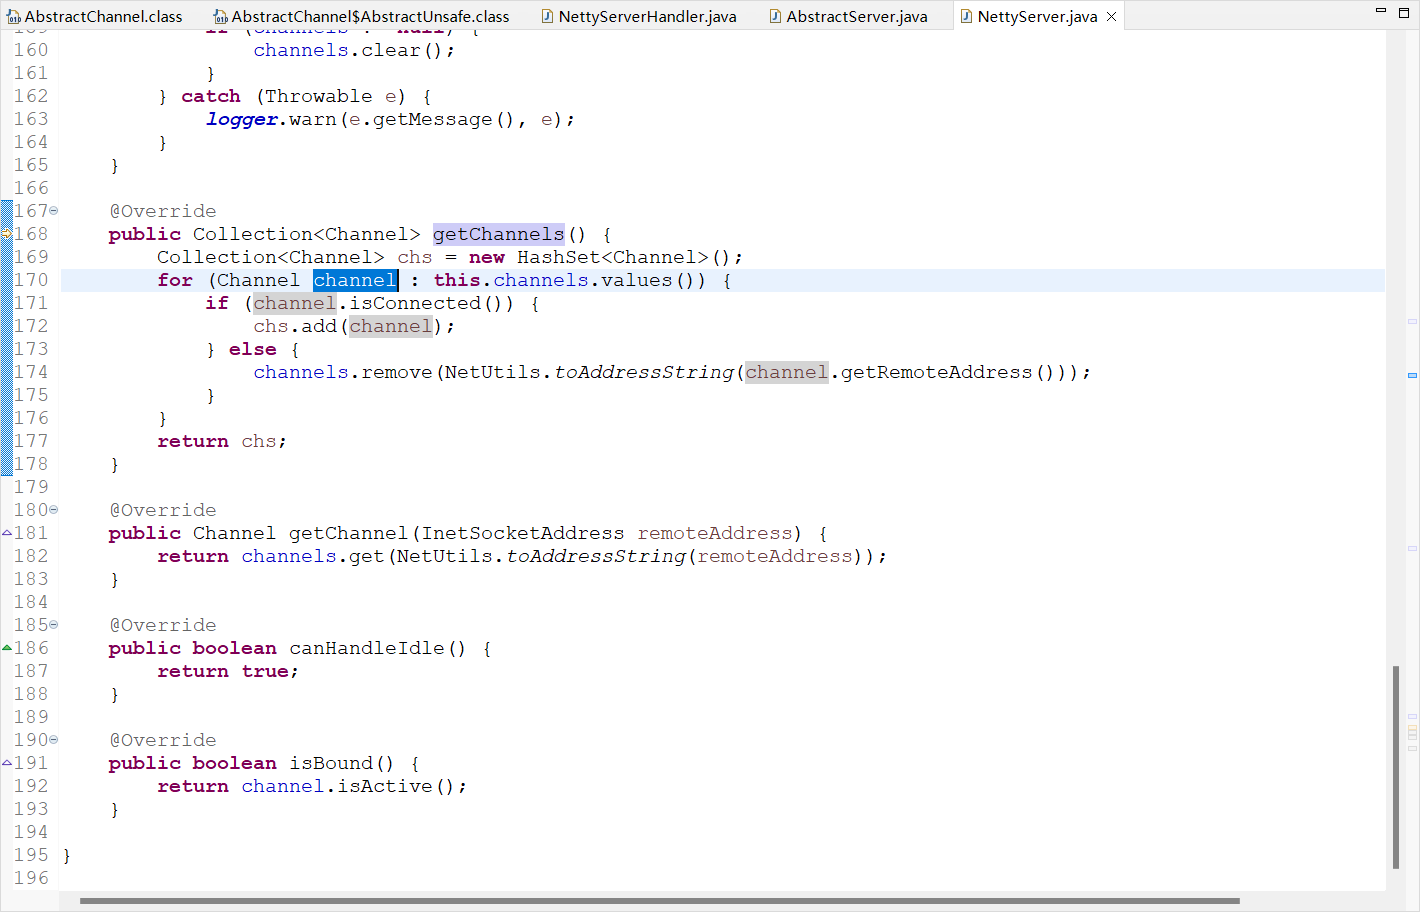 AbstractChannel.class AbstractChannel$AbstractUnsafe.class NettyServerHandler.java AbstractServer.java NettyServer.java
160 channels.clear();
161 }
162 } catch (Throwable e) {
163 logger.warn(e.getMessage(), e);
164 }
165 }
166
167 @Override
168 public Collection<Channel> getChannels() {
169 Collection<Channel> chs = new HashSet<Channel>();
170 for (Channel channel : this.channels.values()) {
171 if (channel.isConnected()) {
172 chs.add(channel);
173 } else {
174 channels.remove(NetUtils.toAddressString(channel.getRemoteAddress()));
175 }
176 }
177 return chs;
178 }
179
180 @Override
181 public Channel getChannel(InetSocketAddress remoteAddress) {
182 return channels.get(NetUtils.toAddressString(remoteAddress));
183 }
184
185 @Override
186 public boolean canHandleIdle() {
187 return true;
188 }
189
190 @Override
191 public boolean isBound() {
192 return channel.isActive();
193 }
194
195 }
196